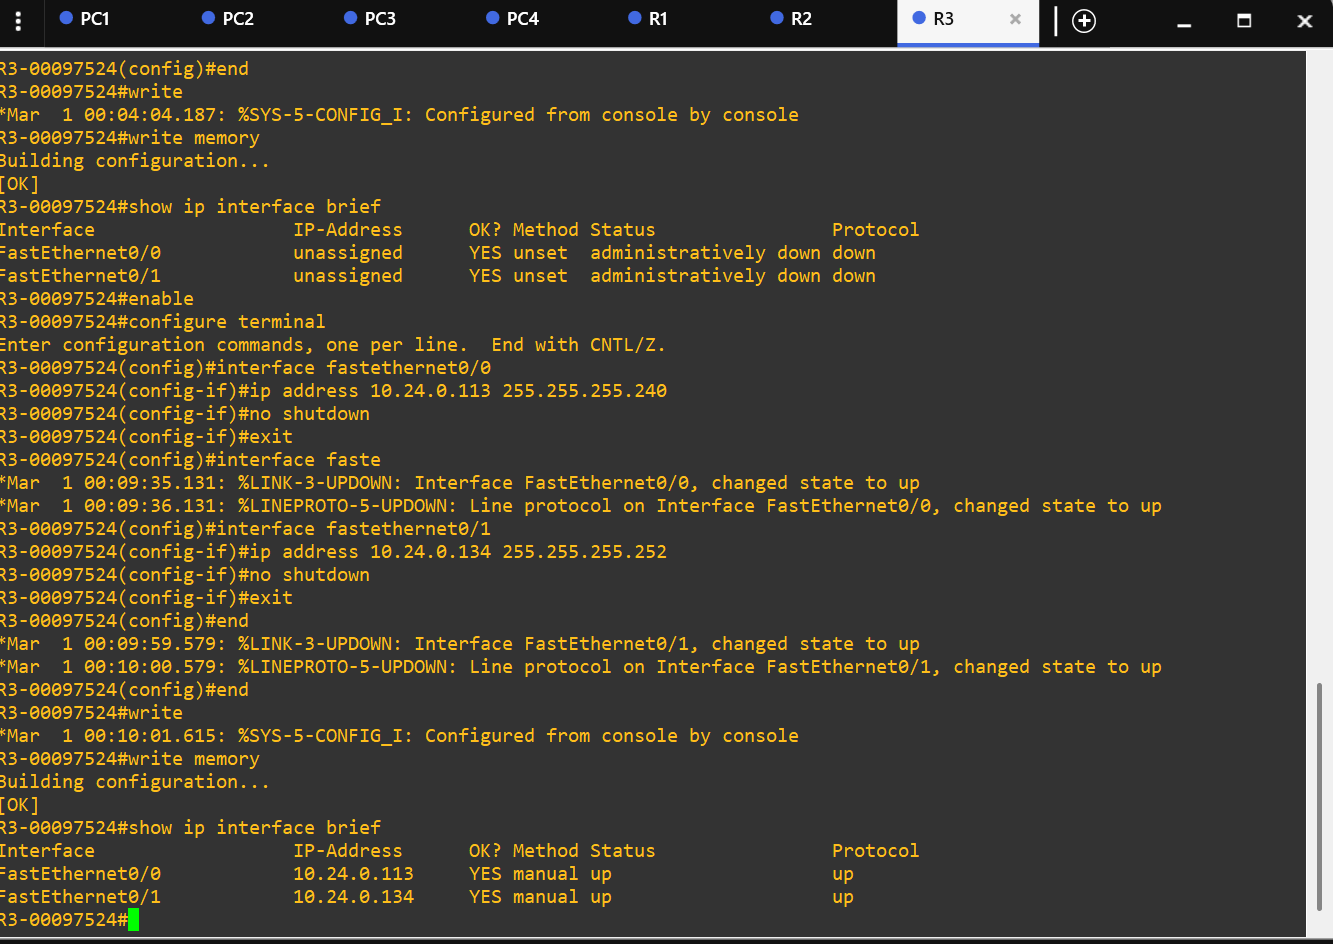 PC1 PC2 PC3 PC4 R1 R2 R3
R3-00097524(config)#end
R3-00097524#write
*Mar  1 00:04:04.187: %SYS-5-CONFIG_I: Configured from console by console
R3-00097524#write memory
Building configuration...
[OK]
R3-00097524#show ip interface brief
Interface                  IP-Address      OK? Method Status                Protocol
FastEthernet0/0            unassigned      YES unset  administratively down down
FastEthernet0/1            unassigned      YES unset  administratively down down
R3-00097524#enable
R3-00097524#configure terminal
Enter configuration commands, one per line.  End with CNTL/Z.
R3-00097524(config)#interface fastethernet0/0
R3-00097524(config-if)#ip address 10.24.0.113 255.255.255.240
R3-00097524(config-if)#no shutdown
R3-00097524(config-if)#exit
R3-00097524(config)#interface faste
*Mar  1 00:09:35.131: %LINK-3-UPDOWN: Interface FastEthernet0/0, changed state to up
*Mar  1 00:09:36.131: %LINEPROTO-5-UPDOWN: Line protocol on Interface FastEthernet0/0, changed state to up
R3-00097524(config)#interface fastethernet0/1
R3-00097524(config-if)#ip address 10.24.0.134 255.255.255.252
R3-00097524(config-if)#no shutdown
R3-00097524(config-if)#exit
R3-00097524(config)#end
*Mar  1 00:09:59.579: %LINK-3-UPDOWN: Interface FastEthernet0/1, changed state to up
*Mar  1 00:10:00.579: %LINEPROTO-5-UPDOWN: Line protocol on Interface FastEthernet0/1, changed state to up
R3-00097524(config)#end
R3-00097524#write
*Mar  1 00:10:01.615: %SYS-5-CONFIG_I: Configured from console by console
R3-00097524#write memory
Building configuration...
[OK]
R3-00097524#show ip interface brief
Interface                  IP-Address      OK? Method Status                Protocol
FastEthernet0/0            10.24.0.113     YES manual up                    up
FastEthernet0/1            10.24.0.134     YES manual up                    up
R3-00097524#